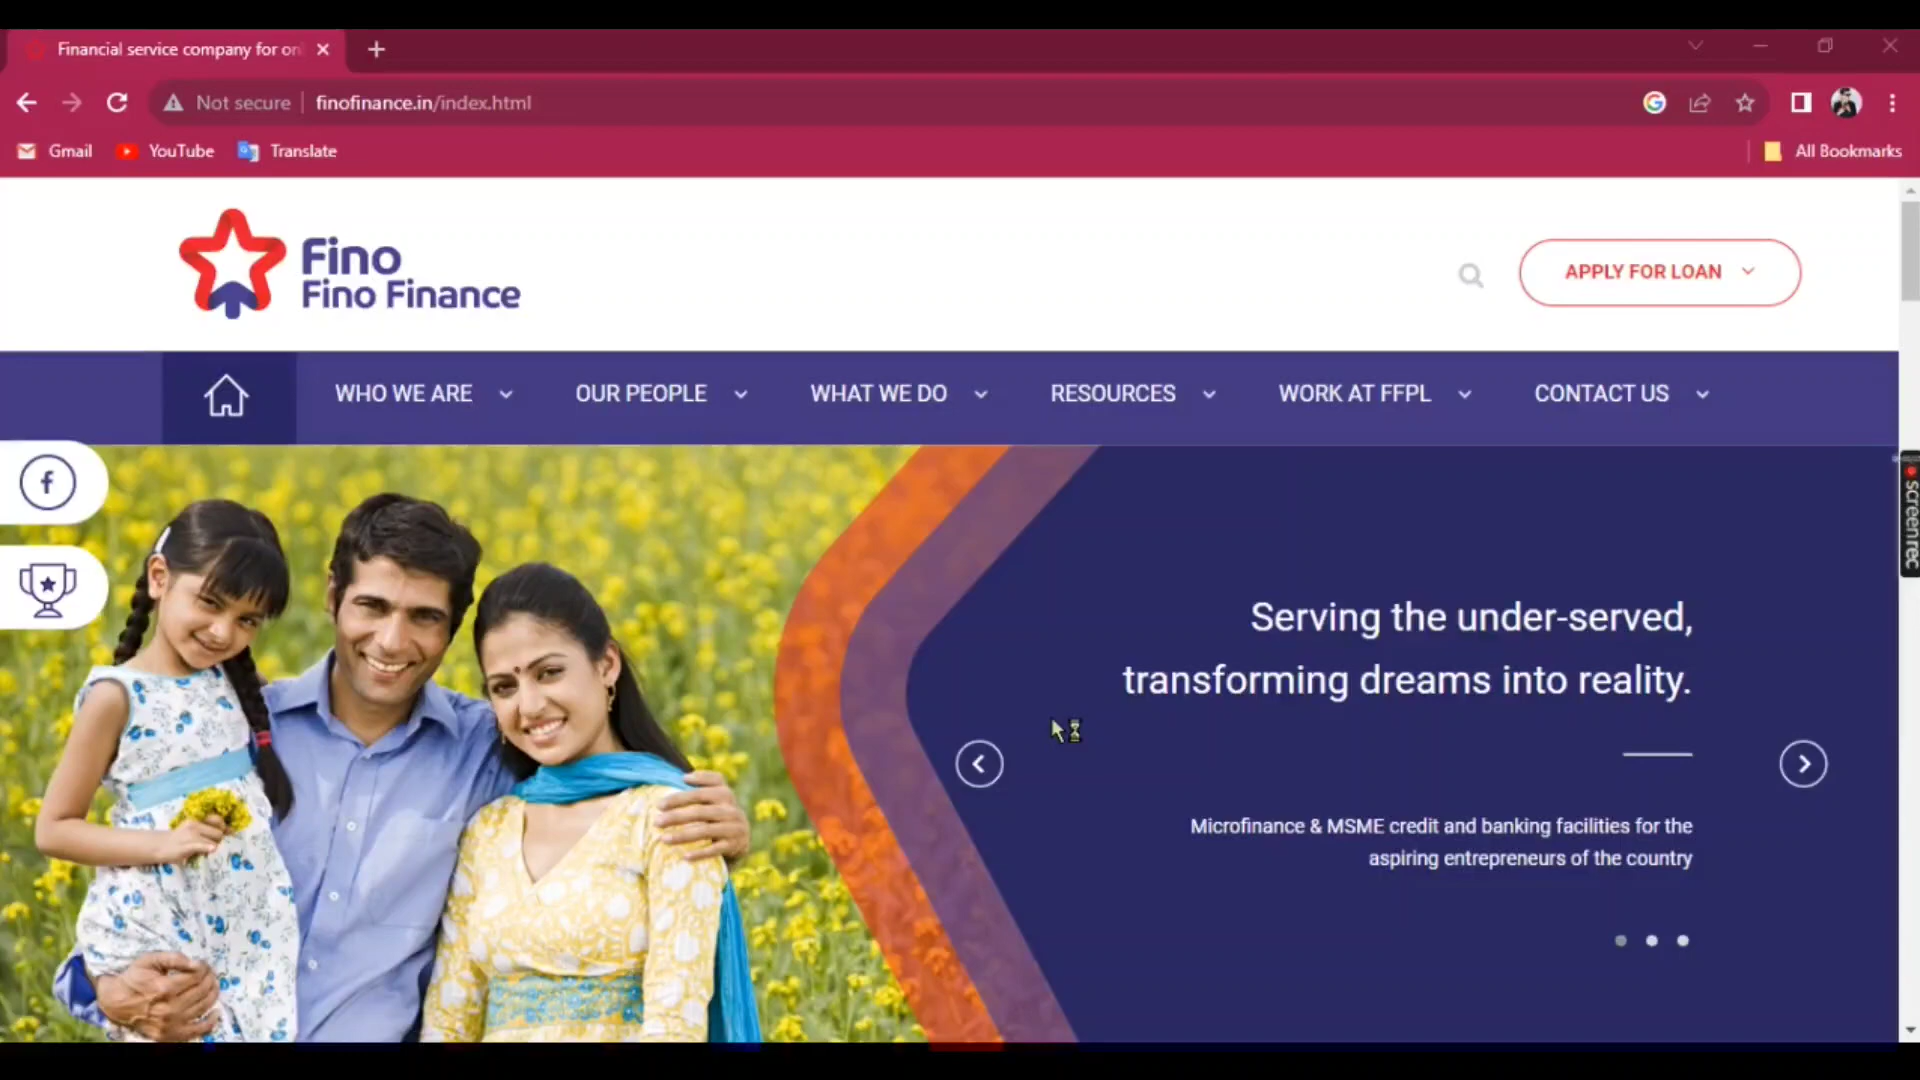 Financial service company for on
Not secure
finofinance.in/index.html
Gmail
YouTube
Translate
All Bookmarks
Fino
Fino Finance
APPLY FOR LOAN
WHO WE ARE
OUR PEOPLE
WHAT WE DO
RESOURCES
WORK AT FFPL
CONTACT US
screenrec
Serving the under-served,
transforming dreams into reality.
Microfinance & MSME credit and banking facilities for the
aspiring entrepreneurs of the country